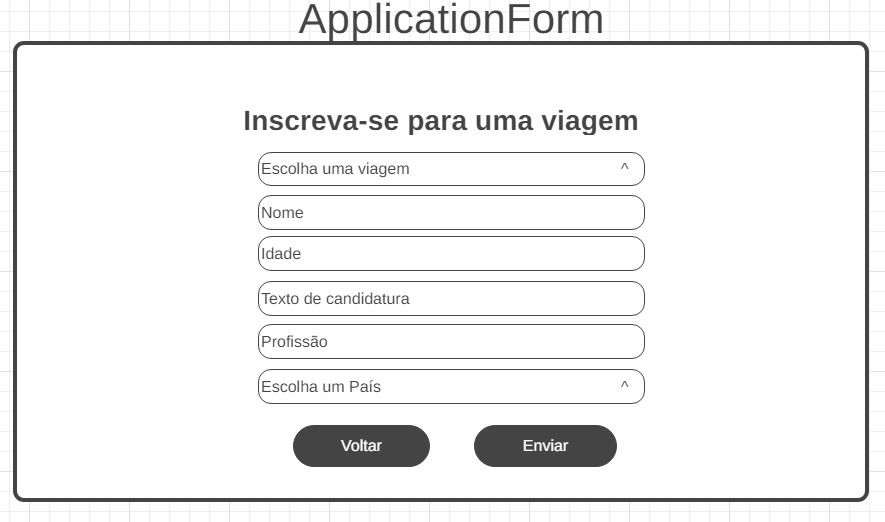 ApplicationForm
Inscreva-se para uma viagem
Escolha uma viagem ^
Nome
Idade
Texto de candidatura
Profissão
Escolha um País ^
Voltar Enviar